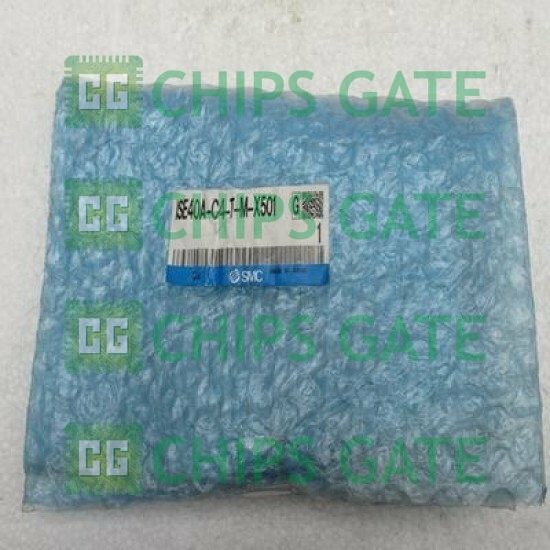 CG CHIPS GATE
CG CHIPS GATE
ISE40A-C4-T-M-X501 G
1
SMC
CG CHIPS GATE
CG CHIPS GATE